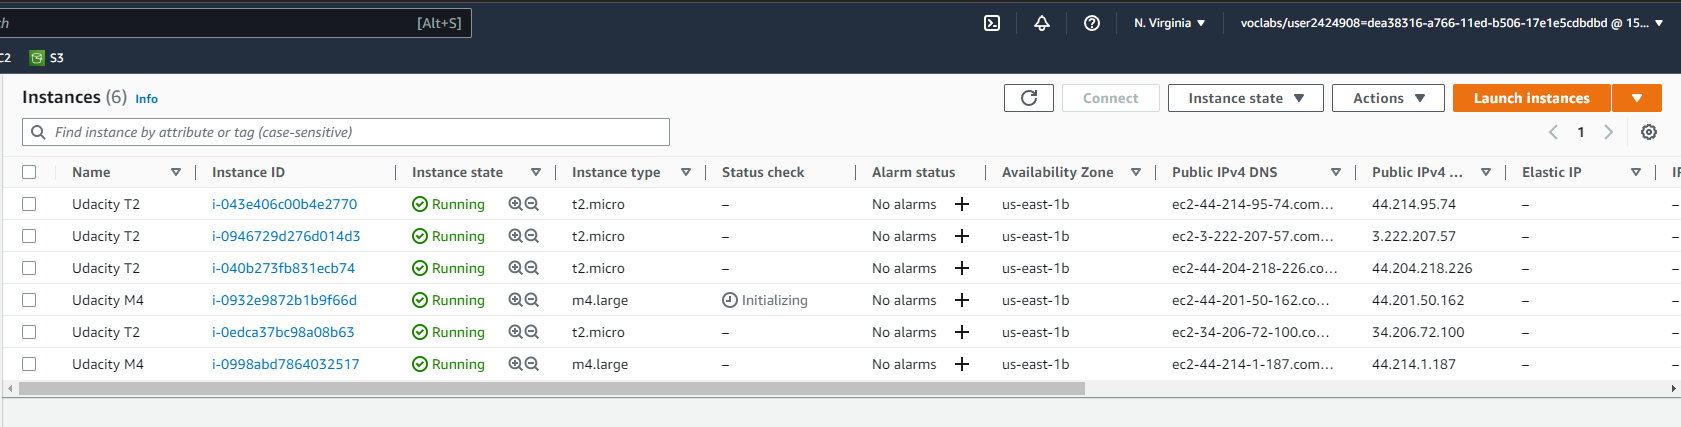 [Alt+S] N. Virginia voclabs/user2424908=dea38316-a766-11ed-b506-17e1e5cdbdbd @ 15...
S3
Instances (6) Info Connect Instance state Actions Launch instances
Find instance by attribute or tag (case-sensitive) 1
Name Instance ID Instance state Instance type Status check Alarm status Availability Zone Public IPv4 DNS Public IPv4 ... Elastic IP
Udacity T2 i-043e406c00b4e2770 Running t2.micro – No alarms + us-east-1b ec2-44-214-95-74.com... 44.214.95.74 – –
Udacity T2 i-0946729d276d014d3 Running t2.micro – No alarms + us-east-1b ec2-3-222-207-57.com... 3.222.207.57 – –
Udacity T2 i-040b273fb831ecb74 Running t2.micro – No alarms + us-east-1b ec2-44-204-218-226.co... 44.204.218.226 – –
Udacity M4 i-0932e9872b1b9f66d Running m4.large Initializing No alarms + us-east-1b ec2-44-201-50-162.co... 44.201.50.162 – –
Udacity T2 i-0edca37bc98a08b63 Running t2.micro – No alarms + us-east-1b ec2-34-206-72-100.co... 34.206.72.100 – –
Udacity M4 i-0998abd7864032517 Running m4.large – No alarms + us-east-1b ec2-44-214-1-187.com... 44.214.1.187 – –